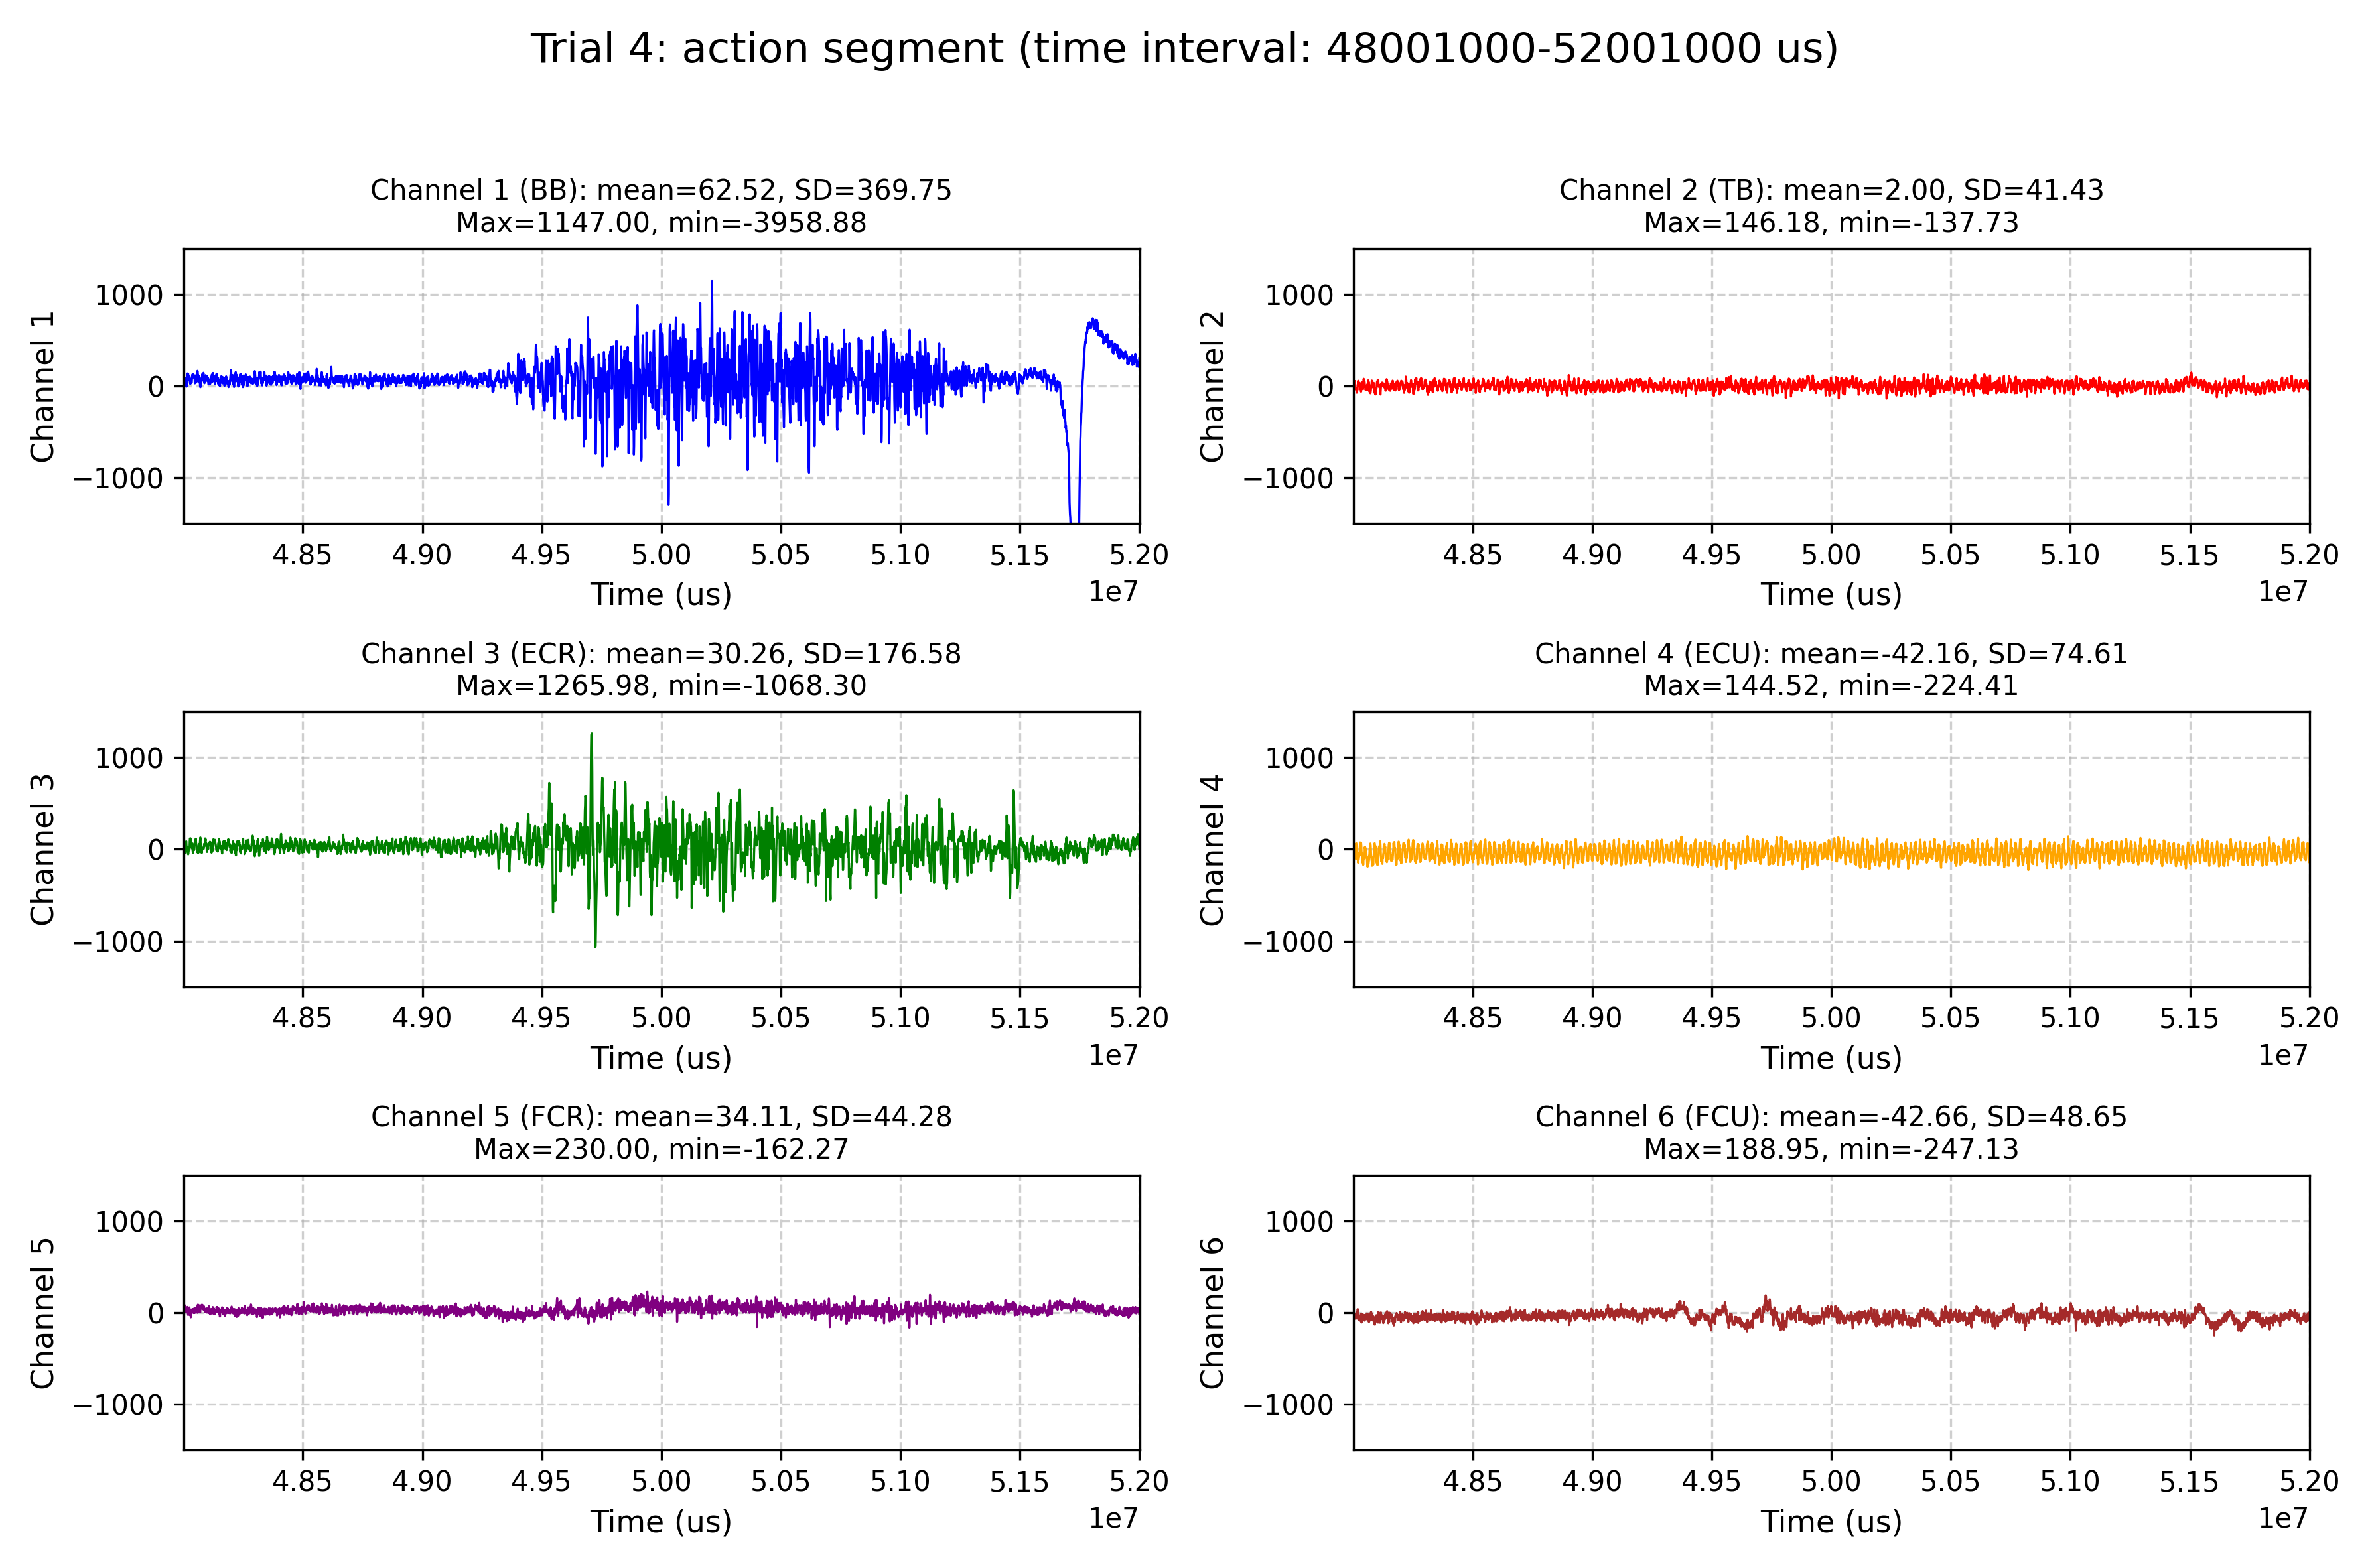 Trial 4: action segment (time interval: 48001000-52001000 us)
Channel 1 (BB): mean=62.52, SD=369.75
Max=1147.00, min=-3958.88
Channel 1
1000
0
−1000
4.85 4.90 4.95 5.00 5.05 5.10 5.15 5.20
1e7
Time (us)
Channel 2 (TB): mean=2.00, SD=41.43
Max=146.18, min=-137.73
Channel 2
1000
0
−1000
4.85 4.90 4.95 5.00 5.05 5.10 5.15 5.20
1e7
Time (us)
Channel 3 (ECR): mean=30.26, SD=176.58
Max=1265.98, min=-1068.30
Channel 3
1000
0
−1000
4.85 4.90 4.95 5.00 5.05 5.10 5.15 5.20
1e7
Time (us)
Channel 4 (ECU): mean=-42.16, SD=74.61
Max=144.52, min=-224.41
Channel 4
1000
0
−1000
4.85 4.90 4.95 5.00 5.05 5.10 5.15 5.20
1e7
Time (us)
Channel 5 (FCR): mean=34.11, SD=44.28
Max=230.00, min=-162.27
Channel 5
1000
0
−1000
4.85 4.90 4.95 5.00 5.05 5.10 5.15 5.20
1e7
Time (us)
Channel 6 (FCU): mean=-42.66, SD=48.65
Max=188.95, min=-247.13
Channel 6
1000
0
−1000
4.85 4.90 4.95 5.00 5.05 5.10 5.15 5.20
1e7
Time (us)